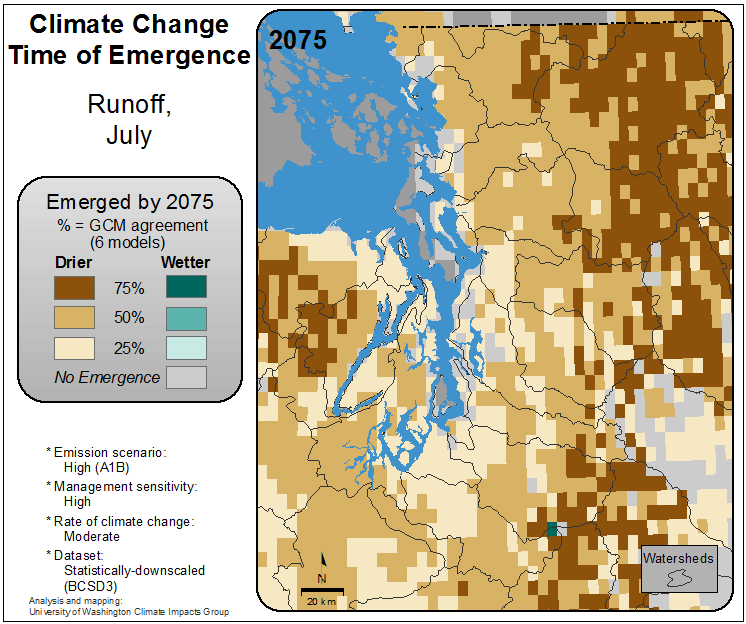 Climate Change
Time of Emergence
Runoff,
July
Emerged by 2075
% = GCM agreement
(6 models)
Drier Wetter
75%
50%
25%
No Emergence
* Emission scenario:
High (A1B)
* Management sensitivity:
High
* Rate of climate change:
Moderate
* Dataset:
Statistically-downscaled
(BCSD3)
Analysis and mapping:
University of Washington Climate Impacts Group
2075
N
20 km
Watersheds